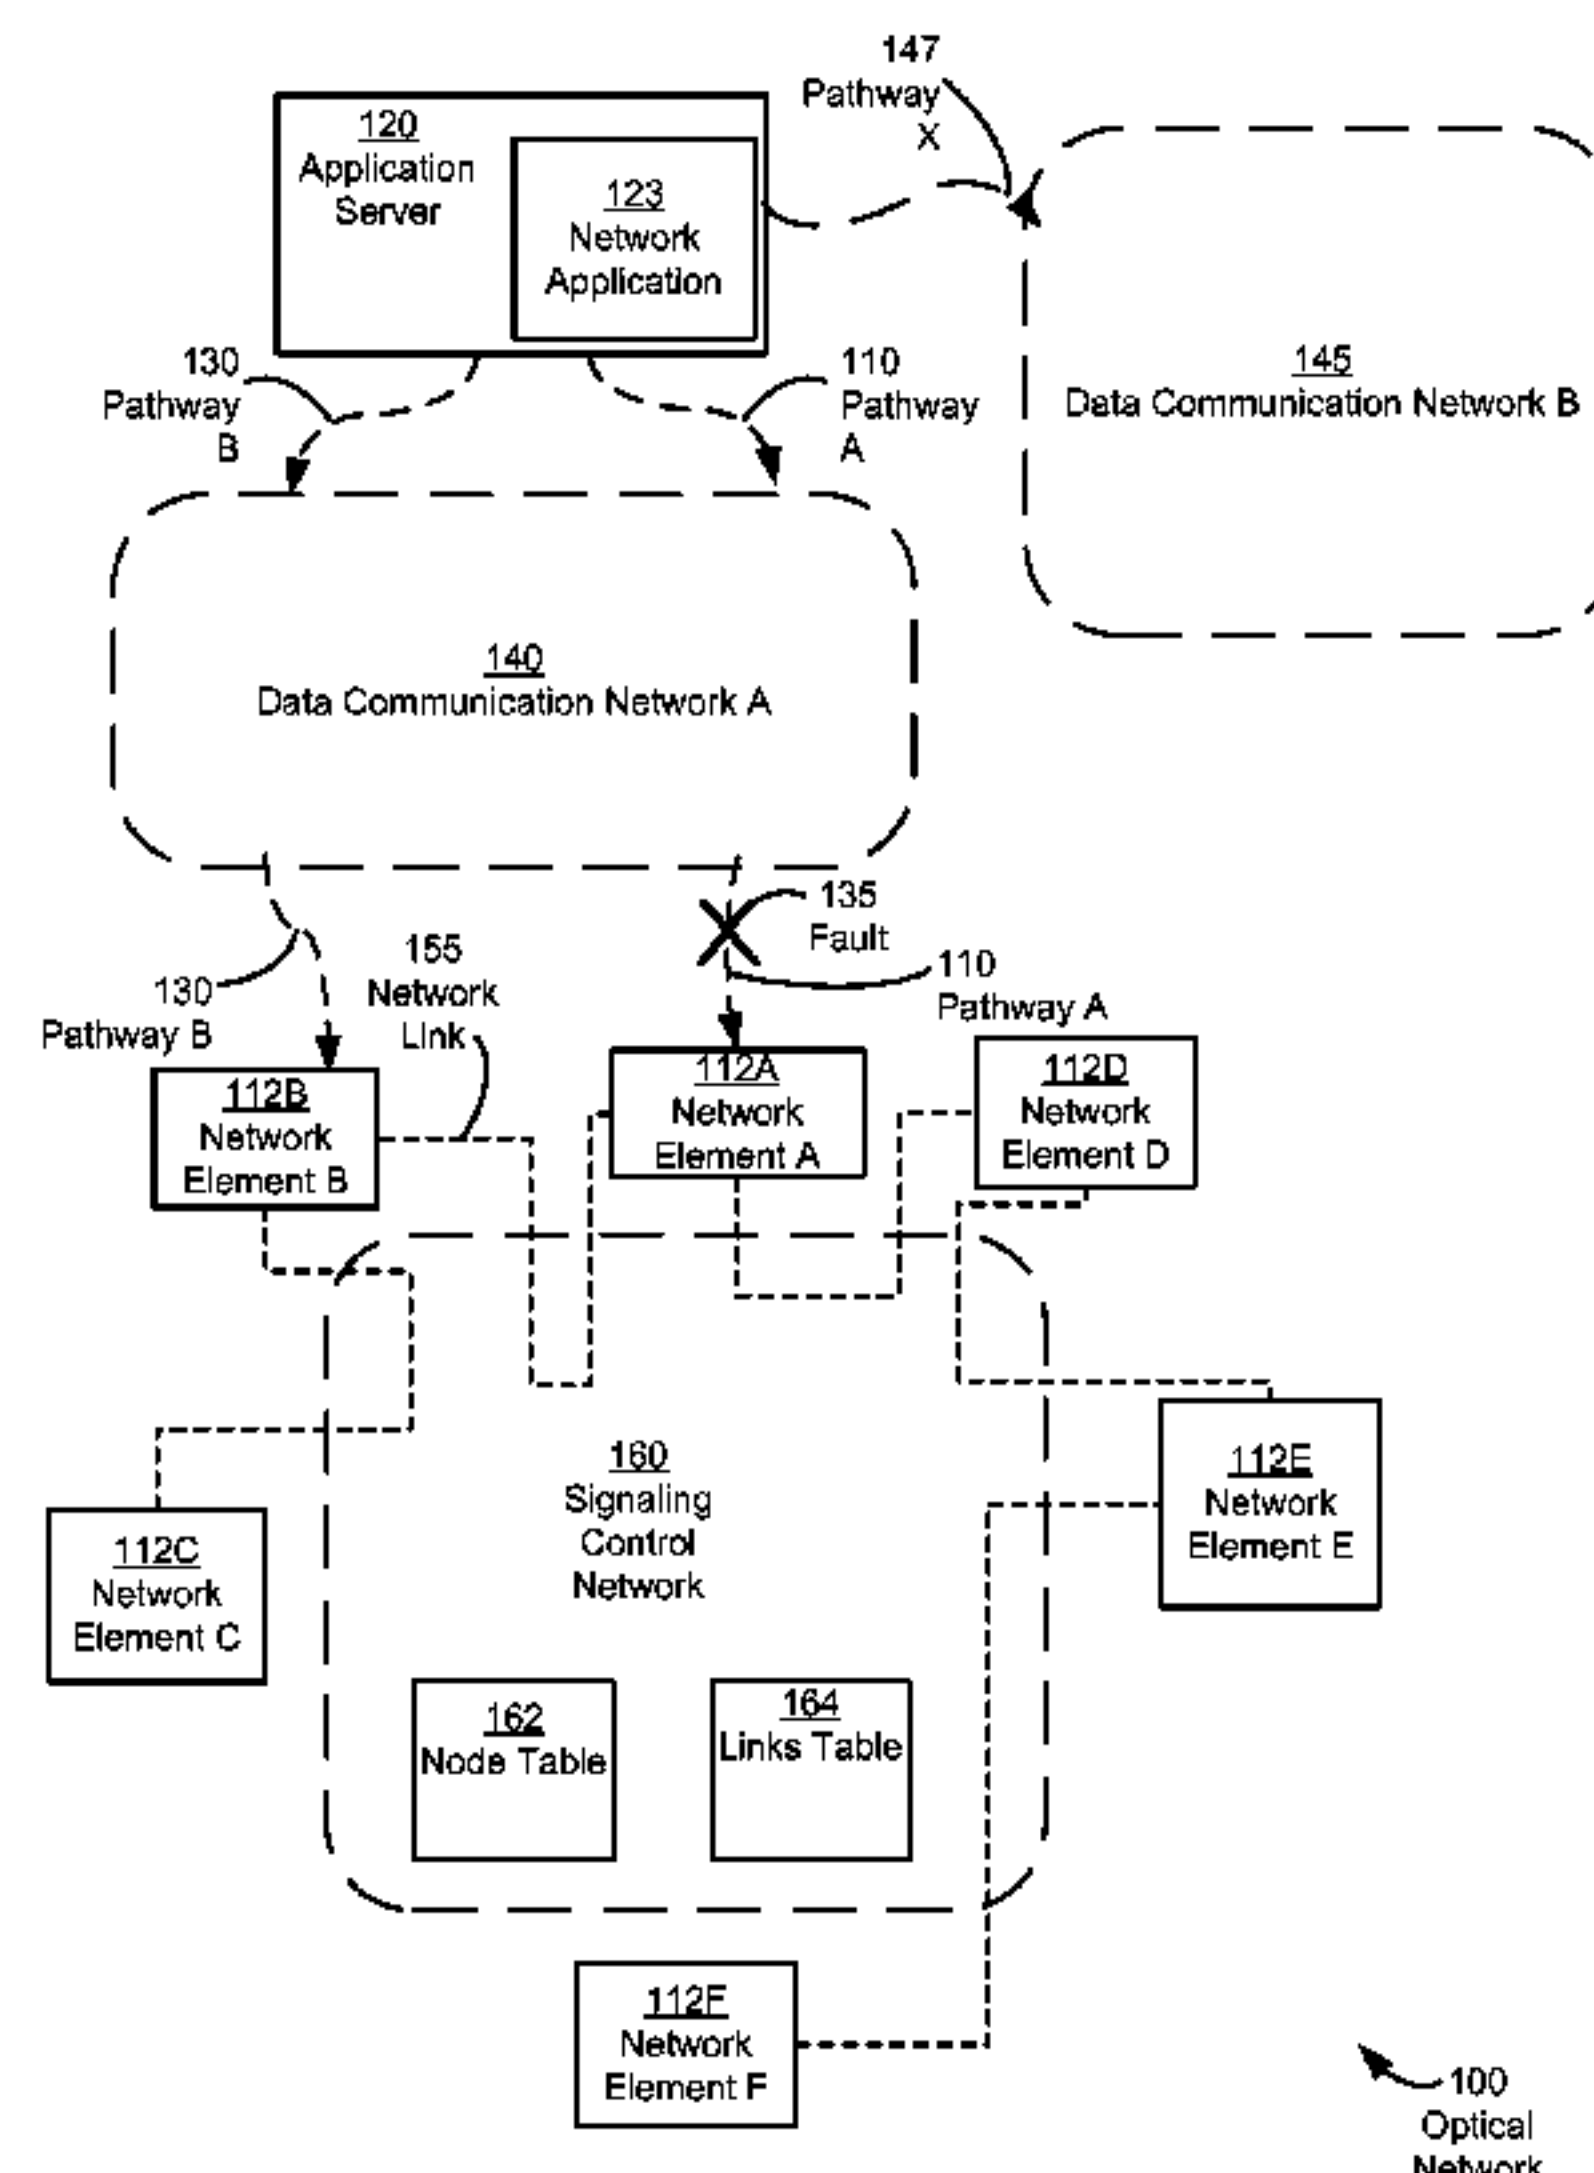 147
Pathway
X
120
Application
Server
123
Network
Application
130
Pathway
B
110
Pathway
A
145
Data Communication Network B
140
Data Communication Network A
135
Fault
155
Network
Link
130
Pathway B
110
Pathway A
112B
Network
Element B
112A
Network
Element A
112D
Network
Element D
160
Signaling
Control
Network
112E
Network
Element E
112C
Network
Element C
162
Node Table
164
Links Table
112F
Network
Element F
100
Optical
Network